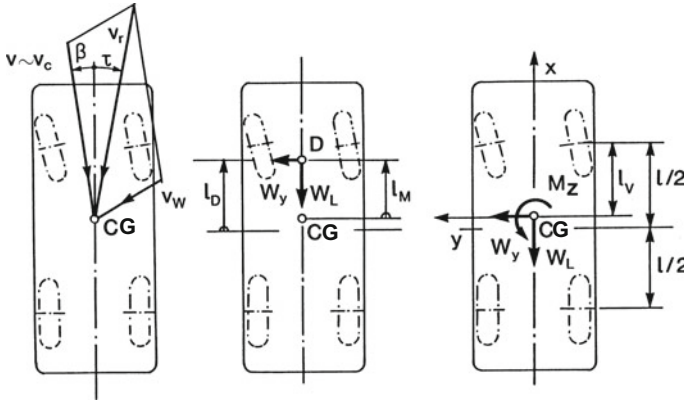 v~v_c
β
τ
v_r
v_w
CG
D
W_y
W_L
l_D
l_M
CG
x
y
M_Z
CG
W_y
W_L
l_V
l/2
l/2